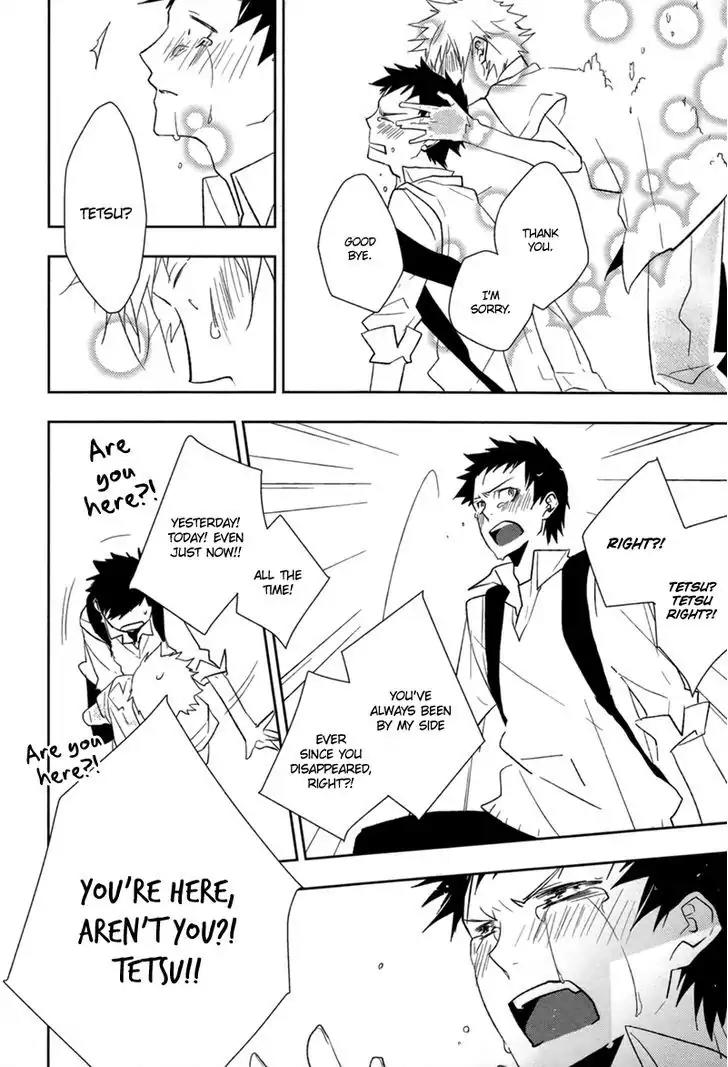 THANK
YOU.
I'M
SORRY.
GOOD
BYE.
TETSU?
RIGHT?!
TETSU?
TETSU
RIGHT?!
YOU'VE
ALWAYS BEEN
BY MY SIDE
EVER
SINCE YOU
DISAPPEARED,
RIGHT?!
YESTERDAY!
TODAY! EVEN
JUST NOW!!
ALL THE
TIME!
Are
you
here?!
Are you
here?!
YOU'RE HERE,
AREN'T YOU?!
TETSU!!